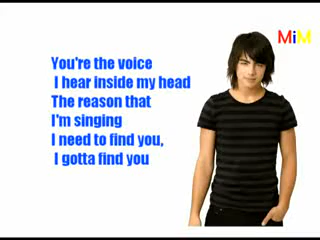 MiM
You're the voice
I hear inside my head
The reason that
I'm singing
I need to find you,
I gotta find you